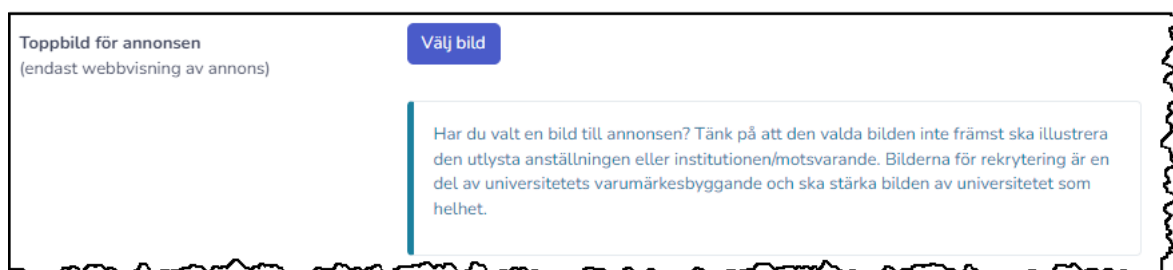 Toppbild för annonsen
(endast webbvisning av annons)
Välj bild
Har du valt en bild till annonsen? Tänk på att den valda bilden inte främst ska illustrera
den utlysta anställningen eller institutionen/motsvarande. Bilderna för rekrytering är en
del av universitetets varumärkesbyggande och ska stärka bilden av universitetet som
helhet.